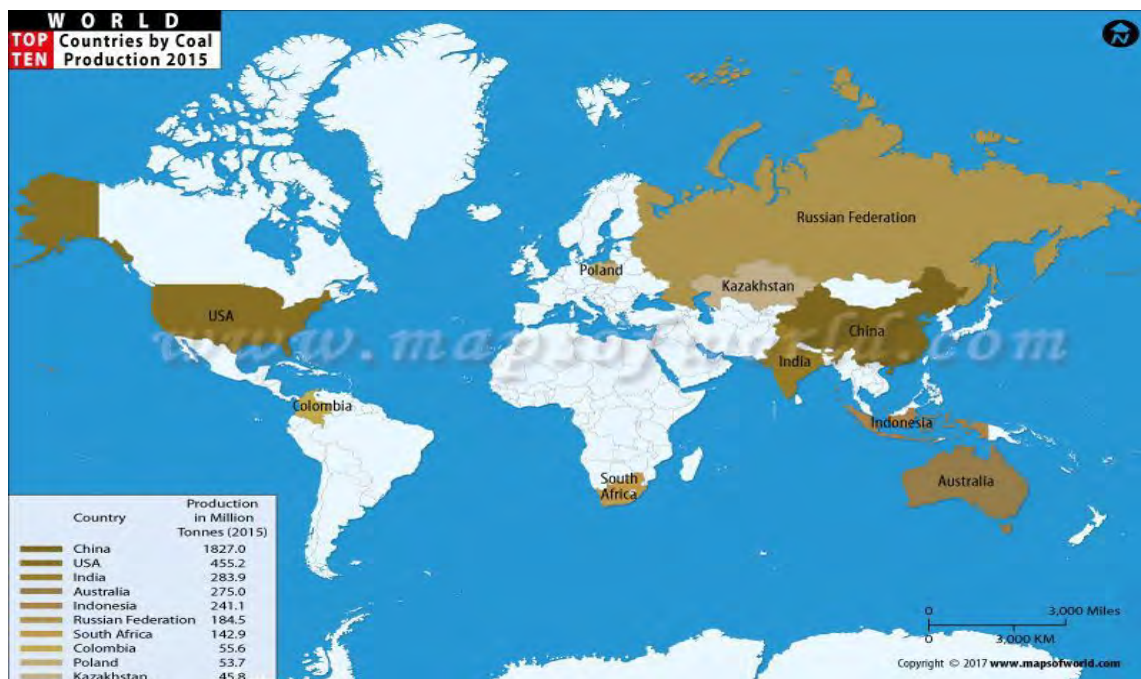 WORLD
TOP TEN Countries by Coal
Production 2015
N
Russian Federation
Poland
Kazakhstan
USA
China
www.mapsofworld.com
India
Colombia
Indonesia
South
Africa
Australia
Country Production
in Million
Tonnes (2015)
China 1827.0
USA 455.2
India 283.9
Australia 275.0
Indonesia 241.1
Russian Federation 184.5
South Africa 142.9
Colombia 55.6
Poland 53.7
Kazakhstan 45.8
0 3,000 Miles
0 3,000 KM
Copyright © 2017 www.mapsofworld.com